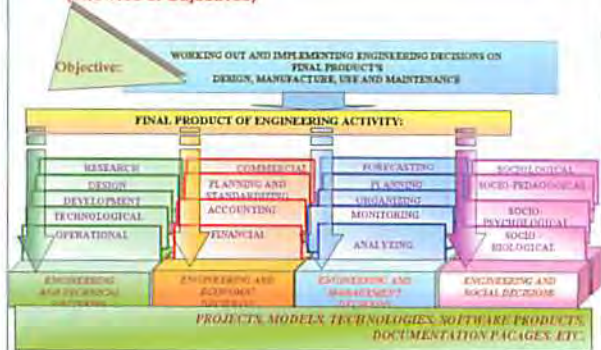 Objective:
WORKING OUT AND IMPLEMENTING ENGINEERING DECISIONS ON
FINAL PRODUCT'S
DESIGN, MANUFACTURE, USE AND MAINTENANCE
FINAL PRODUCT OF ENGINEERING ACTIVITY:
RESEARCH
DESIGN
DEVELOPMENT
TECHNOLOGICAL
OPERATIONAL
COMMERCIAL
PLANNING AND
STANDARDIZING
ACCOUNTING
FINANCIAL
FORECASTING
PLANNING
ORGANIZING
MONITORING
ANALYZING
SOCIOLOGICAL
SOCIO-PEDAGOGICAL
SOCIO-
PSYCHOLOGICAL
SOCIO-
BIOLOGICAL
ENGINEERING
AND TECHNICAL
ENGINEERING AND
ECONOMIC
ENGINEERING AND
MANAGEMENT
ENGINEERING AND
SOCIAL DECISIONS
PROJECTS, MODELS, TECHNOLOGIES, SOFTWARE PRODUCTS,
DOCUMENTATION PACAGES, ETC.